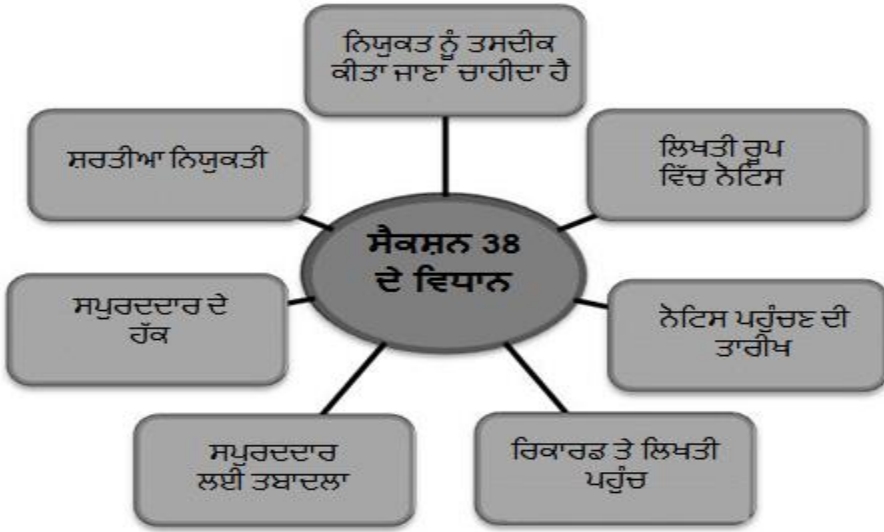 ਨਿਯੁਕਤ ਨੂੰ ਤਸਦੀਕ
ਕੀਤਾ ਜਾਣਾ ਚਾਹੀਦਾ ਹੈ
ਸ਼ਰਤੀਆ ਨਿਯੁਕਤੀ
ਲਿਖਤੀ ਰੂਪ
ਵਿੱਚ ਨੋਟਿਸ
ਸੈਕਸ਼ਨ 38
ਦੇ ਵਿਧਾਨ
ਸਪੁਰਦਦਾਰ ਦੇ
ਹੱਕ
ਨੋਟਿਸ ਪਹੁੰਚਣ ਦੀ
ਤਾਰੀਖ
ਸਪੁਰਦਦਾਰ
ਲਈ ਤਬਾਦਲਾ
ਰਿਕਾਰਡ ਤੇ ਲਿਖਤੀ
ਪਹੁੰਚ